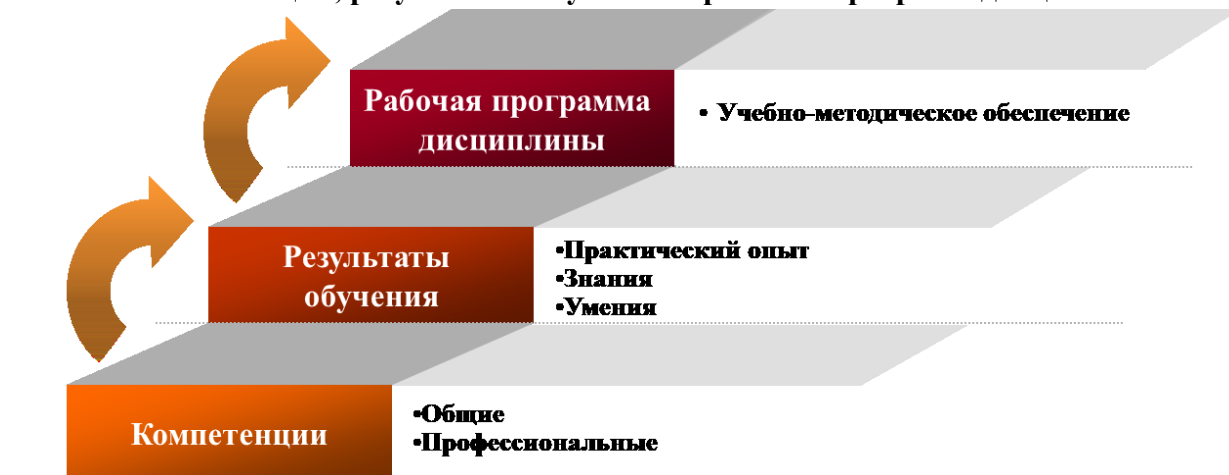 Рабочая программа
дисциплины
• Учебно-методическое обеспечение
Результаты
обучения
•Практический опыт
•Знания
•Умения
Компетенции
•Общие
•Профессиональные